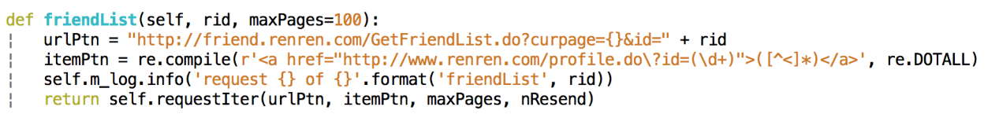 def friendList(self, rid, maxPages=100):
    urlPtn = "http://friend.renren.com/GetFriendList.do?curpage={}&id=" + rid
    itemPtn = re.compile(r'<a href="http://www.renren.com/profile.do\?id=(\d+)">([^<]*)</a>', re.DOTALL)
    self.m_log.info('request {} of {}'.format('friendList', rid))
    return self.requestIter(urlPtn, itemPtn, maxPages, nResend)